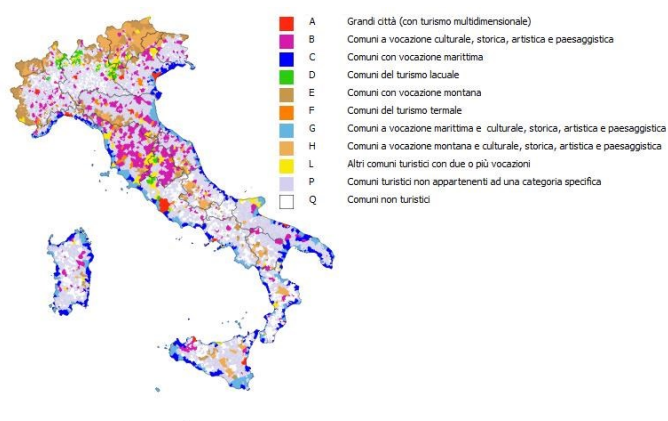 A Grandi città (con turismo multidimensionale)
B Comuni a vocazione culturale, storica, artistica e paesaggistica
C Comuni con vocazione marittima
D Comuni del turismo lacuale
E Comuni con vocazione montana
F Comuni del turismo termale
G Comuni a vocazione marittima e culturale, storica, artistica e paesaggistica
H Comuni a vocazione montana e culturale, storica, artistica e paesaggistica
L Altri comuni turistici con due o più vocazioni
P Comuni turistici non appartenenti ad una categoria specifica
Q Comuni non turistici